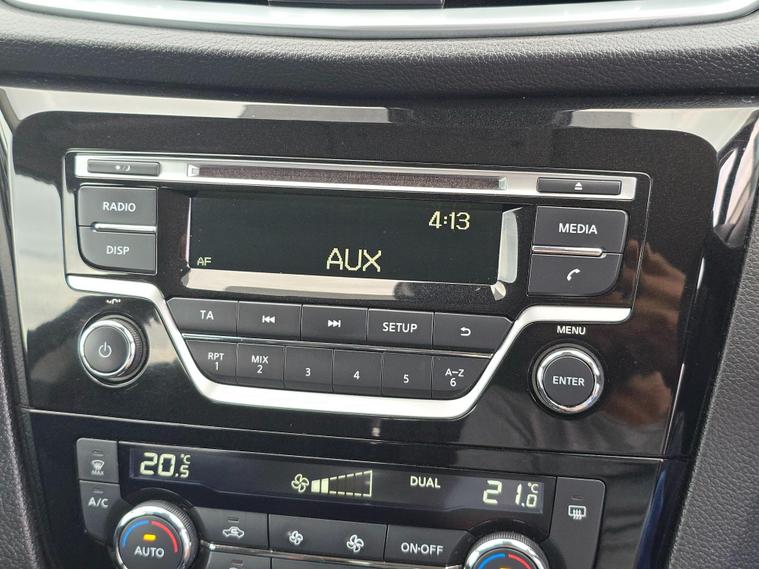 RADIO
DISP
4:13
AF
AUX
MEDIA
TA
SETUP
RPT
1
MIX
2
3
4
5
A-Z
6
MENU
ENTER
MAX
A/C
20.5 °C
DUAL
21.0 °C
AUTO
ON·OFF